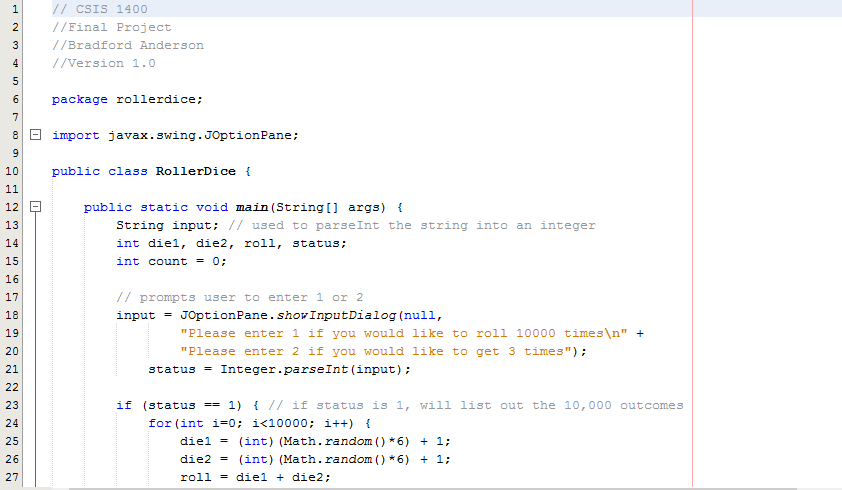 1 // CSIS 1400
2 //Final Project
3 //Bradford Anderson
4 //Version 1.0
5
6 package rollerdice;
7
8 import javax.swing.JOptionPane;
9
10 public class RollerDice {
11
12 public static void main(String[] args) {
13 String input; // used to parseInt the string into an integer
14 int die1, die2, roll, status;
15 int count = 0;
16
17 // prompts user to enter 1 or 2
18 input = JOptionPane.showInputDialog(null,
19 "Please enter 1 if you would like to roll 10000 times\n" +
20 "Please enter 2 if you would like to get 3 times");
21 status = Integer.parseInt(input);
22
23 if (status == 1) { // if status is 1, will list out the 10,000 outcomes
24 for(int i=0; i<10000; i++) {
25 die1 = (int)(Math.random()*6) + 1;
26 die2 = (int)(Math.random()*6) + 1;
27 roll = die1 + die2;